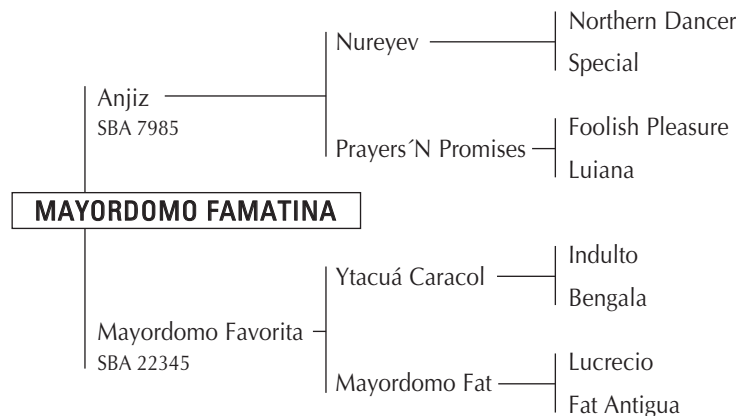 Northern Dancer
Nureyev
Special
Anjiz
SBA 7985
Foolish Pleasure
Prayers´N Promises
Luiana
MAYORDOMO FAMATINA
Indulto
Ytacuá Caracol
Bengala
Mayordomo Favorita
SBA 22345
Lucrecio
Mayordomo Fat
Fat Antigua